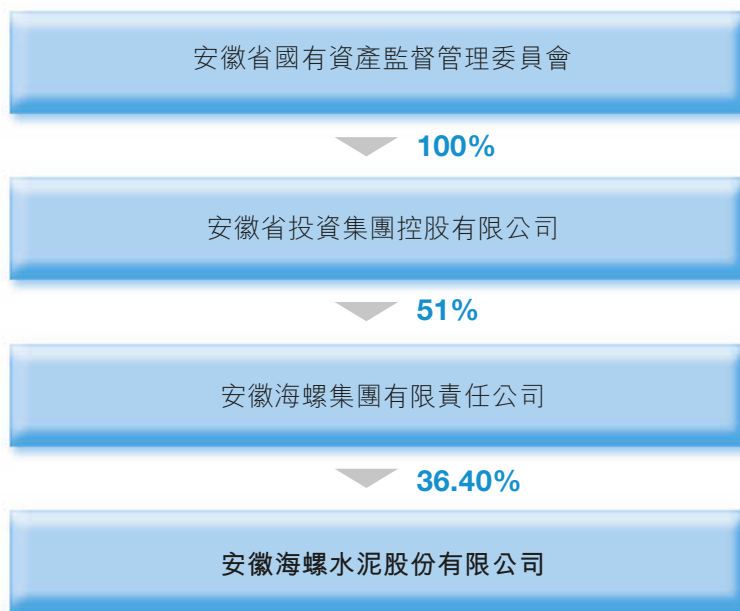 安徽省國有資產監督管理委員會
100%
安徽省投資集團控股有限公司
51%
安徽海螺集團有限責任公司
36.40%
安徽海螺水泥股份有限公司